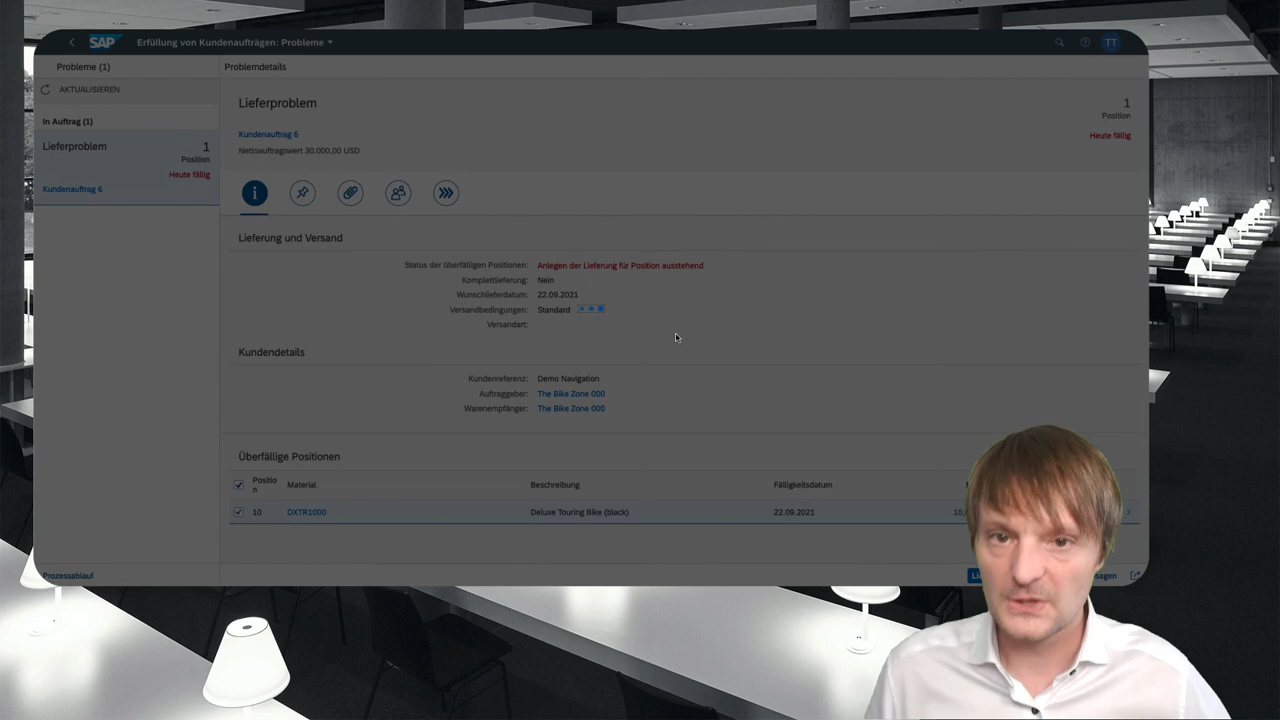 SAP
Erfüllung von Kundenaufträgen: Probleme
TT
Probleme (1)
Problemdetails
AKTUALISIEREN
In Auftrag (1)
Lieferproblem
1
Position
Heute fällig
Kundenauftrag 6
Lieferproblem
1
Position
Kundenauftrag 6
Heute fällig
Nettoauftragswert 30.000,00 USD
Lieferung und Versand
Status der überfälligen Positionen: Anlegen der Lieferung für Position ausstehend
Komplettlieferung: Nein
Wunschlieferdatum: 22.09.2021
Versandbedingungen: Standard
Versandart:
Kundendetails
Kundenreferenz: Demo Navigation
Auftraggeber: The Bike Zone 000
Warenempfänger: The Bike Zone 000
Überfällige Positionen
Positio
n
Material Beschreibung Fälligkeitsdatum
10 DXTR1000 Deluxe Touring Bike (black) 22.09.2021 10,
Prozessablauf